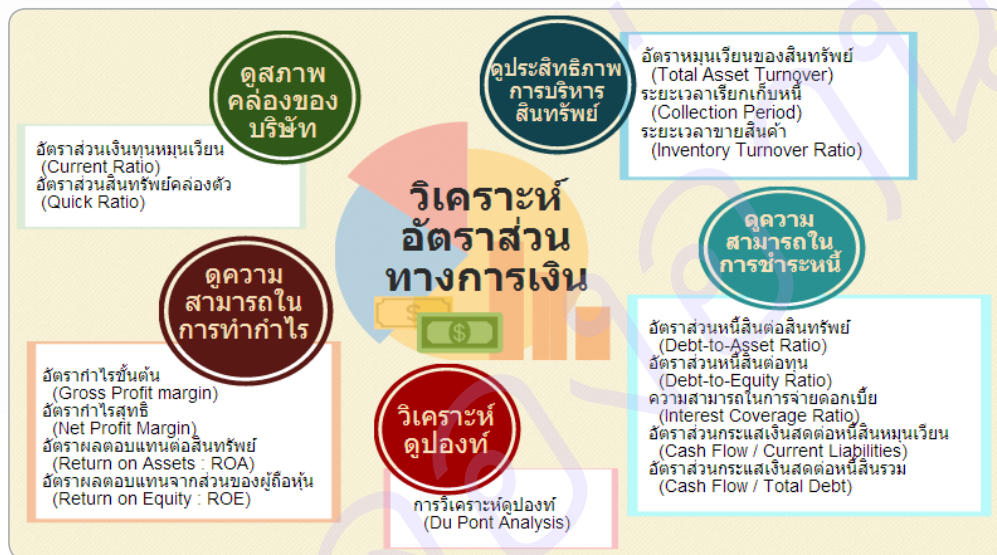 ดูสภาพ
คล่องของ
บริษัท
อัตราส่วนเงินทุนหมุนเวียน
(Current Ratio)
อัตราส่วนสินทรัพย์คล่องตัว
(Quick Ratio)
ดูประสิทธิภาพ
การบริหาร
สินทรัพย์
อัตราหมุนเวียนของสินทรัพย์
(Total Asset Turnover)
ระยะเวลาเรียกเก็บหนี้
(Collection Period)
ระยะเวลาขายสินค้า
(Inventory Turnover Ratio)
วิเคราะห์
อัตราส่วน
ทางการเงิน
ดูความ
สามารถใน
การทำกำไร
อัตรากำไรขั้นต้น
(Gross Profit margin)
อัตรากำไรสุทธิ
(Net Profit Margin)
อัตราผลตอบแทนต่อสินทรัพย์
(Return on Assets : ROA)
อัตราผลตอบแทนจากส่วนของผู้ถือหุ้น
(Return on Equity : ROE)
ดูความ
สามารถใน
การชำระหนี้
อัตราส่วนหนี้สินต่อสินทรัพย์
(Debt-to-Asset Ratio)
อัตราส่วนหนี้สินต่อทุน
(Debt-to-Equity Ratio)
ความสามารถในการจ่ายดอกเบี้ย
(Interest Coverage Ratio)
อัตราส่วนกระแสเงินสดต่อหนี้สินหมุนเวียน
(Cash Flow / Current Liabilities)
อัตราส่วนกระแสเงินสดต่อหนี้สินรวม
(Cash Flow / Total Debt)
วิเคราะห์
ดูปองท์
การวิเคราะห์ดูปองท์
(Du Pont Analysis)